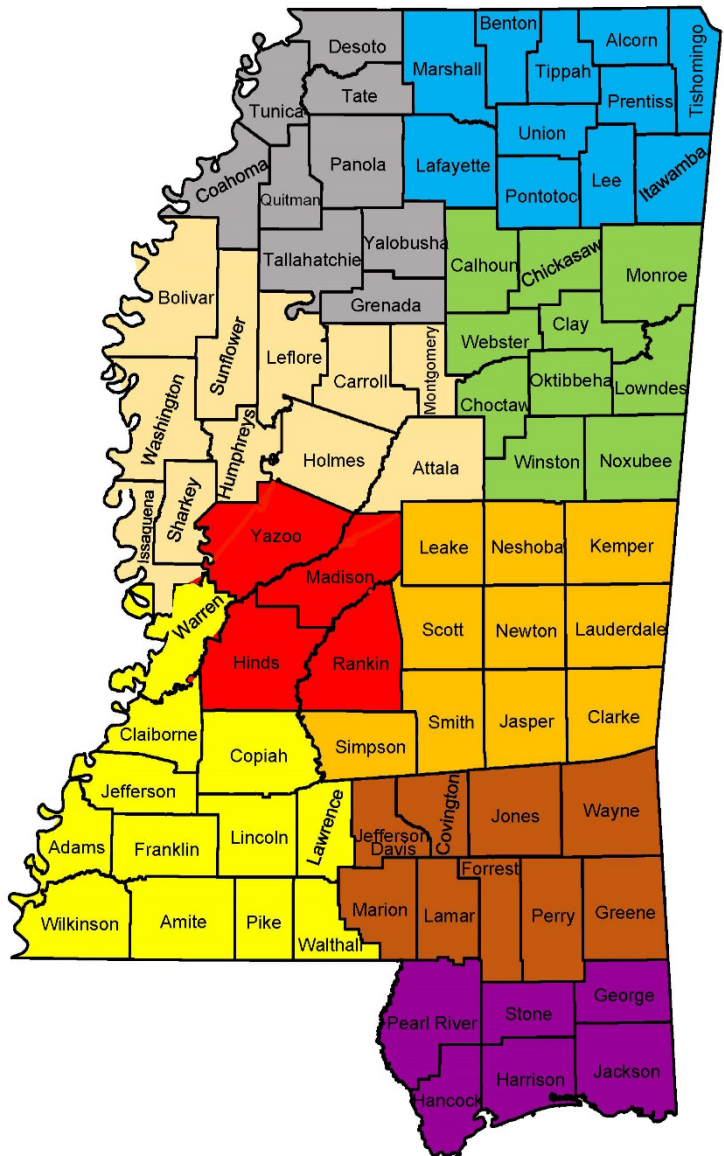 Desoto
Marshall
Benton
Tippah
Alcorn
Tishomingo
Tunica
Tate
Prentiss
Union
Coahoma
Quitman
Panola
Lafayette
Pontotoc
Lee
Itawamba
Tallahatchie
Yalobusha
Calhoun
Chickasaw
Monroe
Bolivar
Grenada
Sunflower
Leflore
Carroll
Montgomery
Webster
Clay
Washington
Choctaw
Oktibbeha
Lowndes
Humphreys
Holmes
Attala
Winston
Noxubee
Issaquena
Sharkey
Yazoo
Madison
Leake
Neshoba
Kemper
Warren
Hinds
Rankin
Scott
Newton
Lauderdale
Claiborne
Copiah
Simpson
Smith
Jasper
Clarke
Jefferson
Lincoln
Lawrence
Jefferson
Davis
Covington
Jones
Wayne
Adams
Franklin
Forrest
Wilkinson
Amite
Pike
Walthall
Marion
Lamar
Perry
Greene
Pearl River
Stone
George
Hancock
Harrison
Jackson